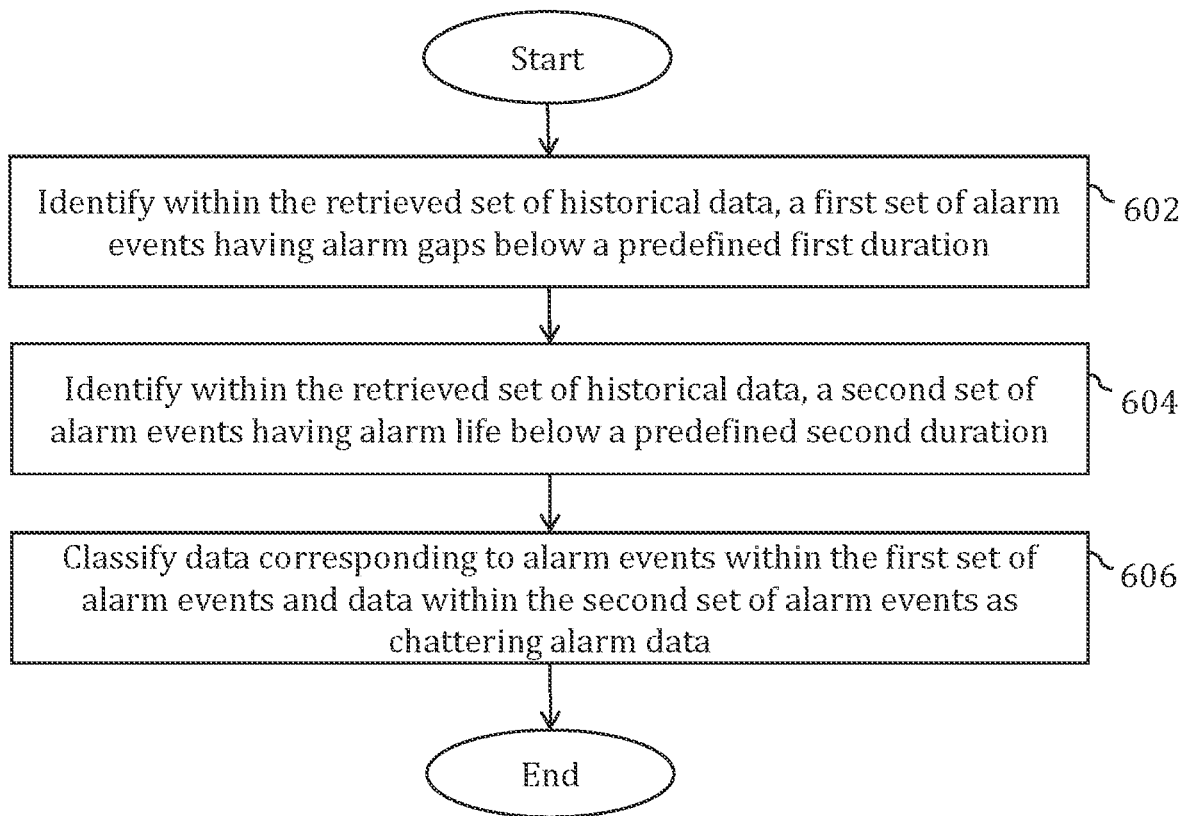 Start
Identify within the retrieved set of historical data, a first set of alarm
events having alarm gaps below a predefined first duration
602
Identify within the retrieved set of historical data, a second set of
alarm events having alarm life below a predefined second duration
604
Classify data corresponding to alarm events within the first set of
alarm events and data within the second set of alarm events as
chattering alarm data
606
End